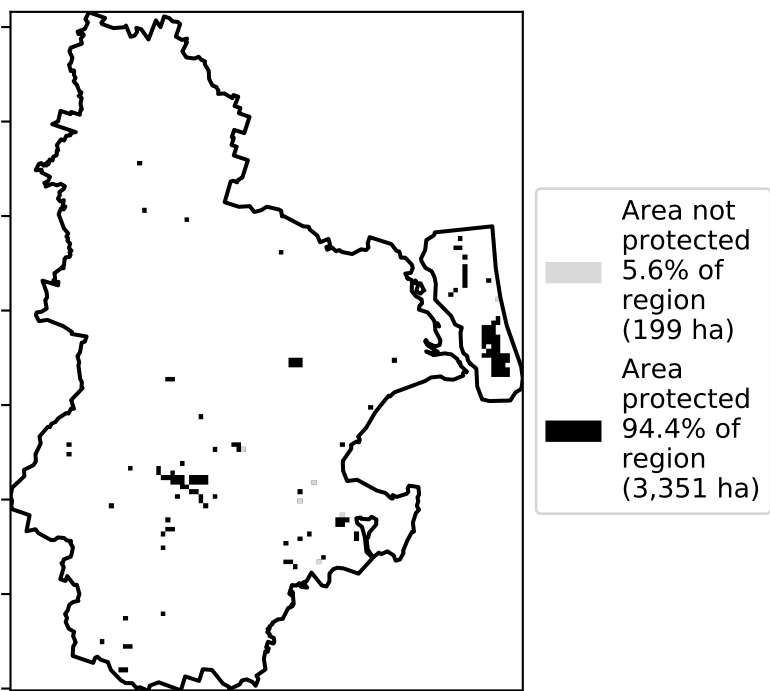 Area not
protected
5.6% of
region
(199 ha)
Area
protected
94.4% of
region
(3,351 ha)